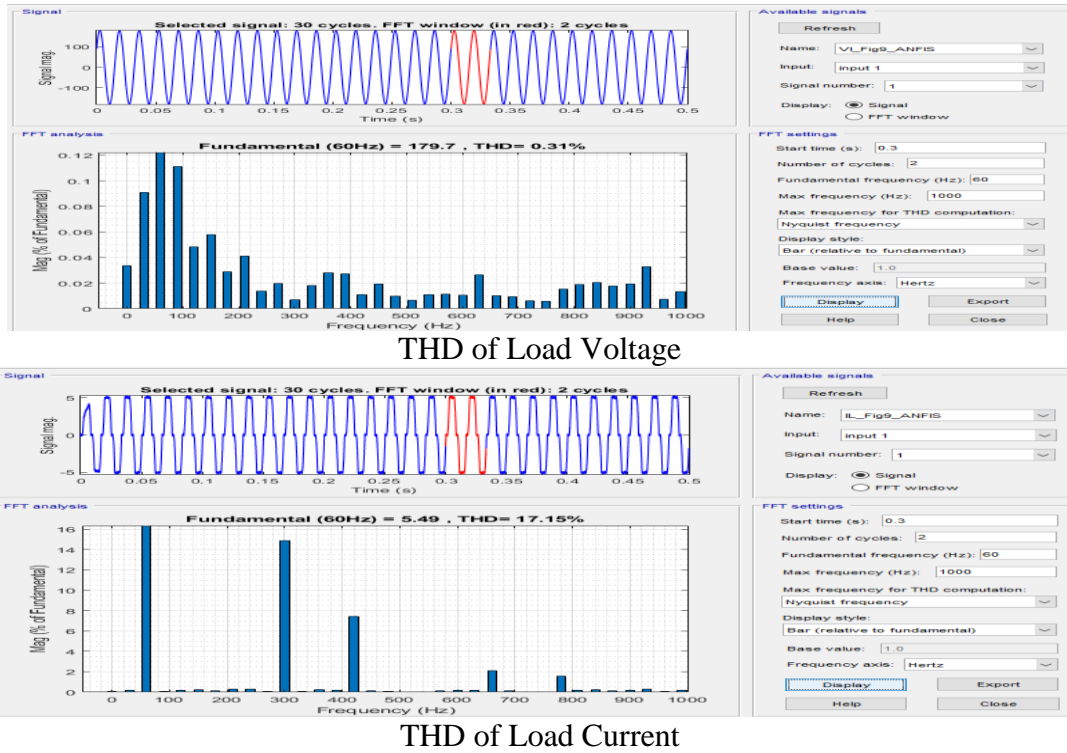 Signal
Selected signal: 30 cycles. FFT window (in red): 2 cycles
Signal mag.
100
0
-100
0 0.05 0.1 0.15 0.2 0.25 0.3 0.35 0.4 0.45 0.5
Time (s)
FFT analysis
Fundamental (60Hz) = 179.7 , THD= 0.31%
Mag (% of Fundamental)
0.12
0.1
0.08
0.06
0.04
0.02
0
0 100 200 300 400 500 600 700 800 900 1000
Frequency (Hz)
Available signals
Refresh
Name: VI_Fig9_ANFIS
Input: input 1
Signal number: 1
Display: Signal
FFT window
FFT settings
Start time (s): 0.3
Number of cycles: 2
Fundamental frequency (Hz): 60
Max frequency (Hz): 1000
Max frequency for THD computation:
Nyquist frequency
Display style:
Bar (relative to fundamental)
Base value: 1.0
Frequency axis: Hertz
Display Export
Help Close
THD of Load Voltage
Signal
Selected signal: 30 cycles. FFT window (in red): 2 cycles
Signal mag.
5
0
-5
0 0.05 0.1 0.15 0.2 0.25 0.3 0.35 0.4 0.45 0.5
Time (s)
FFT analysis
Fundamental (60Hz) = 5.49 , THD= 17.15%
Mag (% of Fundamental)
16
14
12
10
8
6
4
2
0
0 100 200 300 400 500 600 700 800 900 1000
Frequency (Hz)
Available signals
Refresh
Name: IL_Fig9_ANFIS
Input: input 1
Signal number: 1
Display: Signal
FFT window
FFT settings
Start time (s): 0.3
Number of cycles: 2
Fundamental frequency (Hz): 60
Max frequency (Hz): 1000
Max frequency for THD computation:
Nyquist frequency
Display style:
Bar (relative to fundamental)
Base value: 1.0
Frequency axis: Hertz
Display Export
Help Close
THD of Load Current